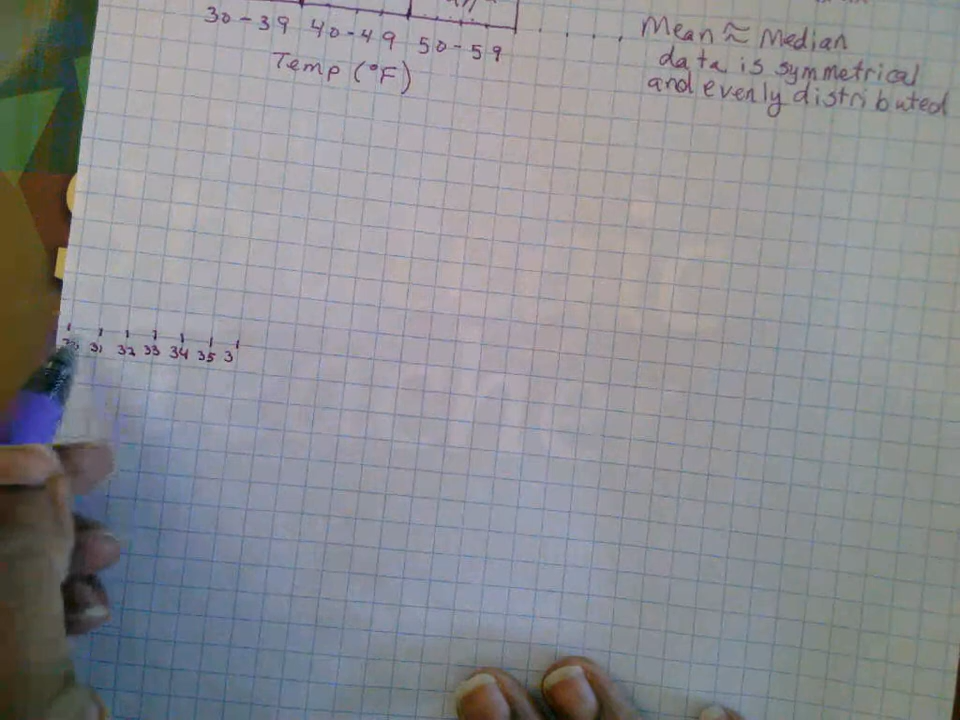 30-39 40-49 50-59
Temp (°F)
Mean ≈ Median
data is symmetrical
and evenly distributed
31 32 33 34 35 3